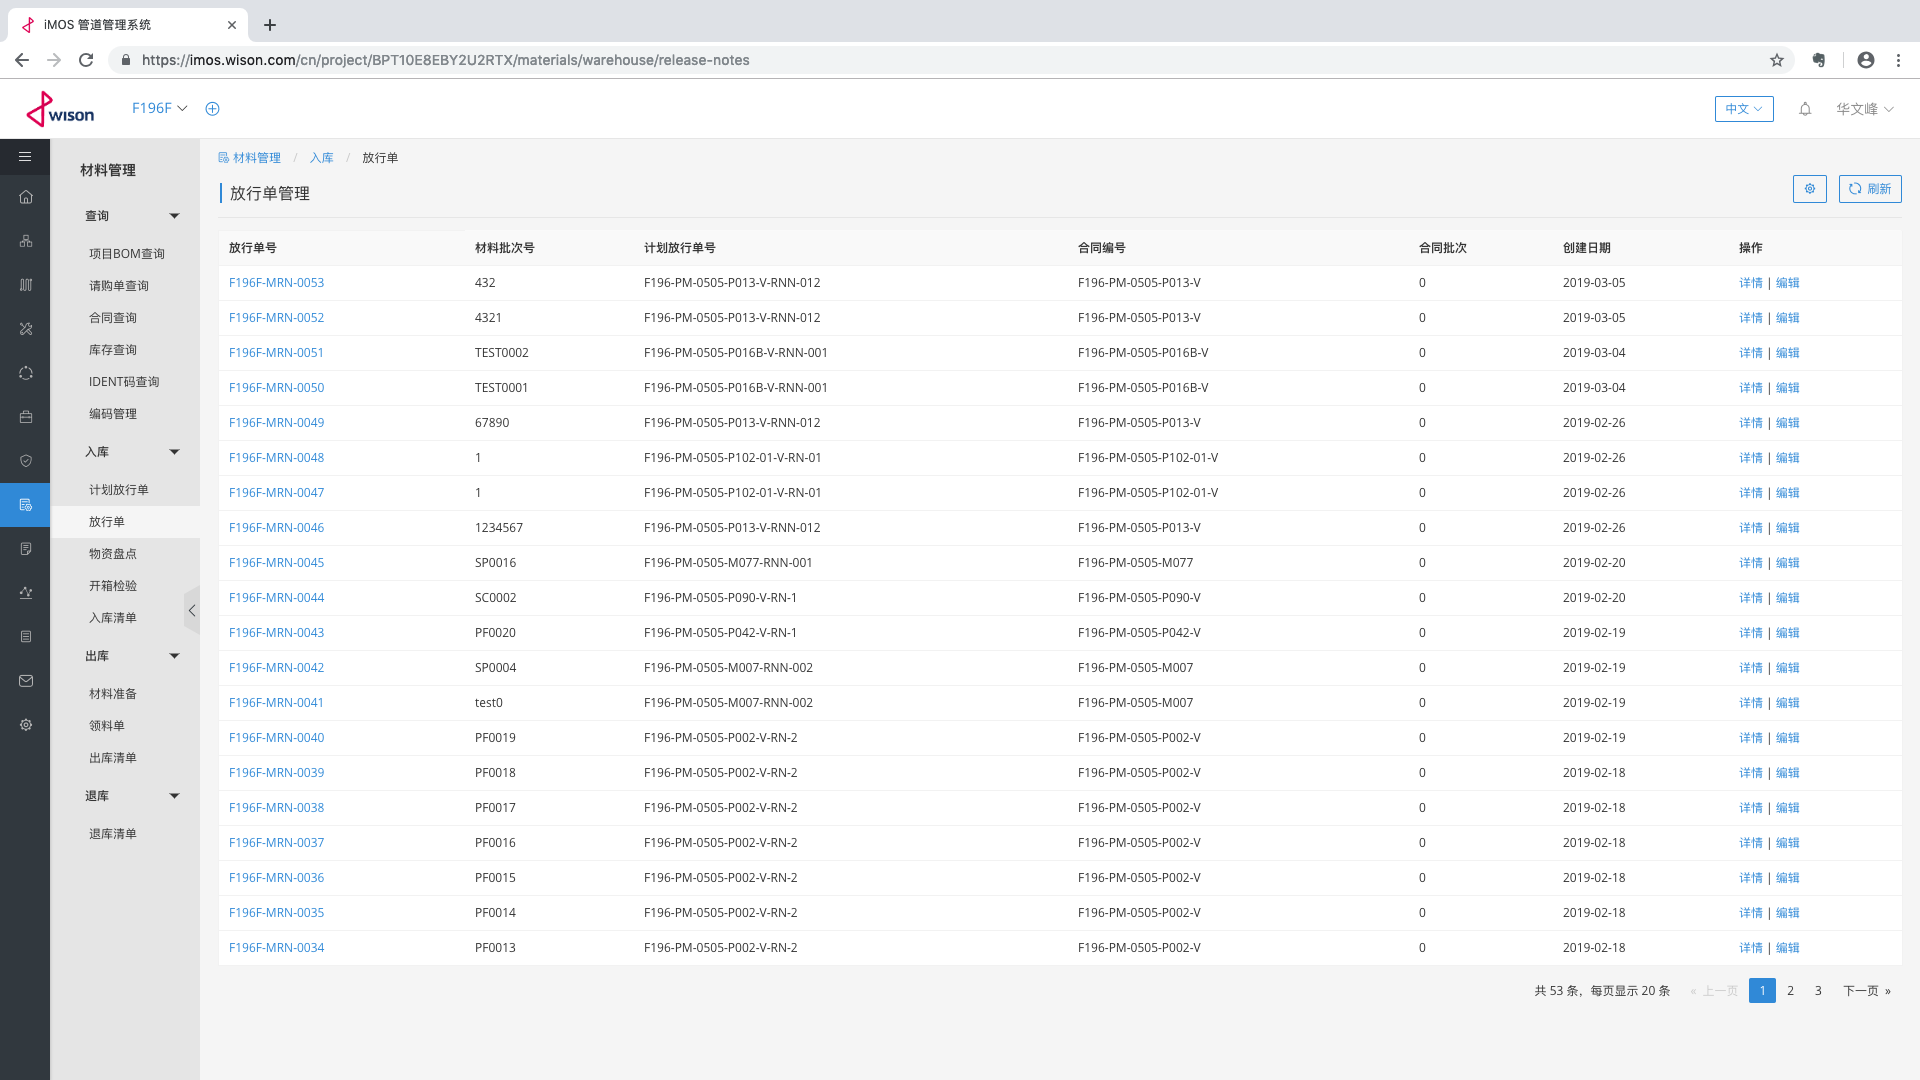 iMOS 管道管理系统
https://imos.wison.com/cn/project/BPT10E8EBY2U2RTX/materials/warehouse/release-notes
wison
F196F
中文
华文峰
材料管理
查询
项目BOM查询
请购单查询
合同查询
库存查询
IDENT码查询
编码管理
入库
计划放行单
放行单
物资盘点
开箱检验
入库清单
出库
材料准备
领料单
出库清单
退库
退库清单
材料管理 / 入库 / 放行单
放行单管理
刷新
放行单号 材料批次号 计划放行单号 合同编号 合同批次 创建日期 操作
F196F-MRN-0053 432 F196-PM-0505-P013-V-RNN-012 F196-PM-0505-P013-V 0 2019-03-05 详情 | 编辑
F196F-MRN-0052 4321 F196-PM-0505-P013-V-RNN-012 F196-PM-0505-P013-V 0 2019-03-05 详情 | 编辑
F196F-MRN-0051 TEST0002 F196-PM-0505-P016B-V-RNN-001 F196-PM-0505-P016B-V 0 2019-03-04 详情 | 编辑
F196F-MRN-0050 TEST0001 F196-PM-0505-P016B-V-RNN-001 F196-PM-0505-P016B-V 0 2019-03-04 详情 | 编辑
F196F-MRN-0049 67890 F196-PM-0505-P013-V-RNN-012 F196-PM-0505-P013-V 0 2019-02-26 详情 | 编辑
F196F-MRN-0048 1 F196-PM-0505-P102-01-V-RN-01 F196-PM-0505-P102-01-V 0 2019-02-26 详情 | 编辑
F196F-MRN-0047 1 F196-PM-0505-P102-01-V-RN-01 F196-PM-0505-P102-01-V 0 2019-02-26 详情 | 编辑
F196F-MRN-0046 1234567 F196-PM-0505-P013-V-RNN-012 F196-PM-0505-P013-V 0 2019-02-26 详情 | 编辑
F196F-MRN-0045 SP0016 F196-PM-0505-M077-RNN-001 F196-PM-0505-M077 0 2019-02-20 详情 | 编辑
F196F-MRN-0044 SC0002 F196-PM-0505-P090-V-RN-1 F196-PM-0505-P090-V 0 2019-02-20 详情 | 编辑
F196F-MRN-0043 PF0020 F196-PM-0505-P042-V-RN-1 F196-PM-0505-P042-V 0 2019-02-19 详情 | 编辑
F196F-MRN-0042 SP0004 F196-PM-0505-M007-RNN-002 F196-PM-0505-M007 0 2019-02-19 详情 | 编辑
F196F-MRN-0041 test0 F196-PM-0505-M007-RNN-002 F196-PM-0505-M007 0 2019-02-19 详情 | 编辑
F196F-MRN-0040 PF0019 F196-PM-0505-P002-V-RN-2 F196-PM-0505-P002-V 0 2019-02-19 详情 | 编辑
F196F-MRN-0039 PF0018 F196-PM-0505-P002-V-RN-2 F196-PM-0505-P002-V 0 2019-02-18 详情 | 编辑
F196F-MRN-0038 PF0017 F196-PM-0505-P002-V-RN-2 F196-PM-0505-P002-V 0 2019-02-18 详情 | 编辑
F196F-MRN-0037 PF0016 F196-PM-0505-P002-V-RN-2 F196-PM-0505-P002-V 0 2019-02-18 详情 | 编辑
F196F-MRN-0036 PF0015 F196-PM-0505-P002-V-RN-2 F196-PM-0505-P002-V 0 2019-02-18 详情 | 编辑
F196F-MRN-0035 PF0014 F196-PM-0505-P002-V-RN-2 F196-PM-0505-P002-V 0 2019-02-18 详情 | 编辑
F196F-MRN-0034 PF0013 F196-PM-0505-P002-V-RN-2 F196-PM-0505-P002-V 0 2019-02-18 详情 | 编辑
共 53 条，每页显示 20 条 « 上一页 1 2 3 下一页 »